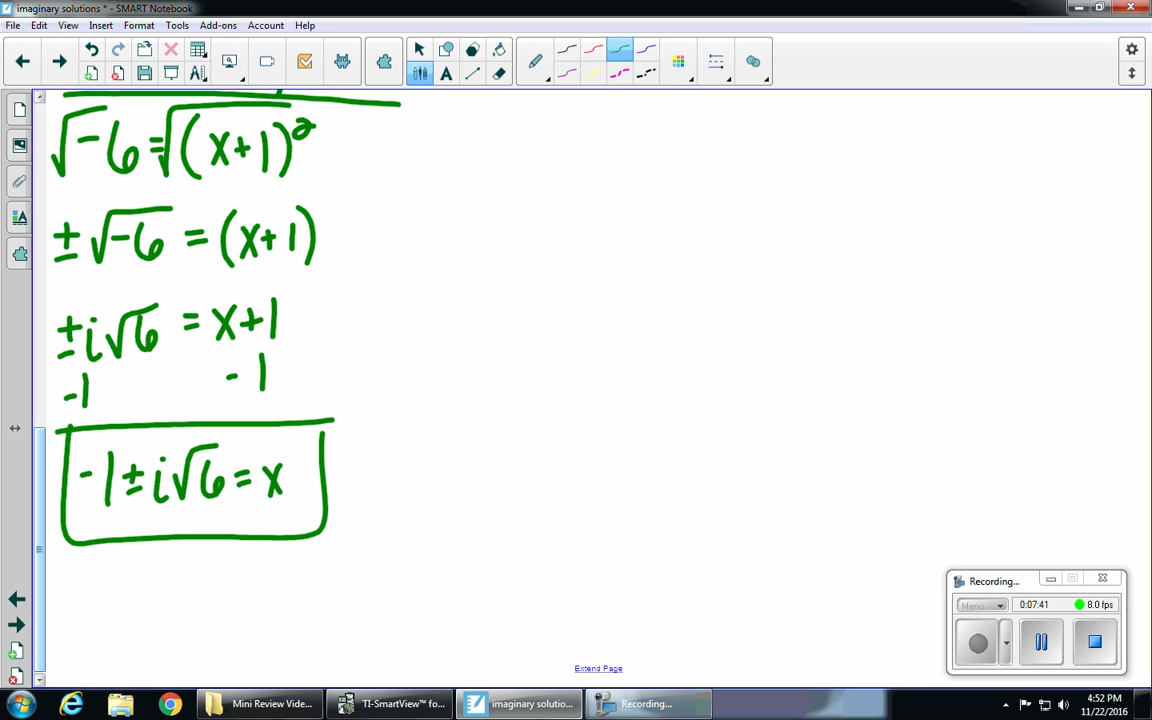 imaginary solutions * - SMART Notebook
File Edit View Insert Format Tools Add-ons Account Help
√-6 = √(x+1)²
± √-6 = (x+1)
± i√6 = x+1
-1 - 1
-1 ± i√6 = x
Recording...
Menu 0:07:41 8.0 fps
Extend Page
Mini Review Vide... TI-SmartView™ fo... imaginary solutio... Recording... 4:52 PM
11/22/2016